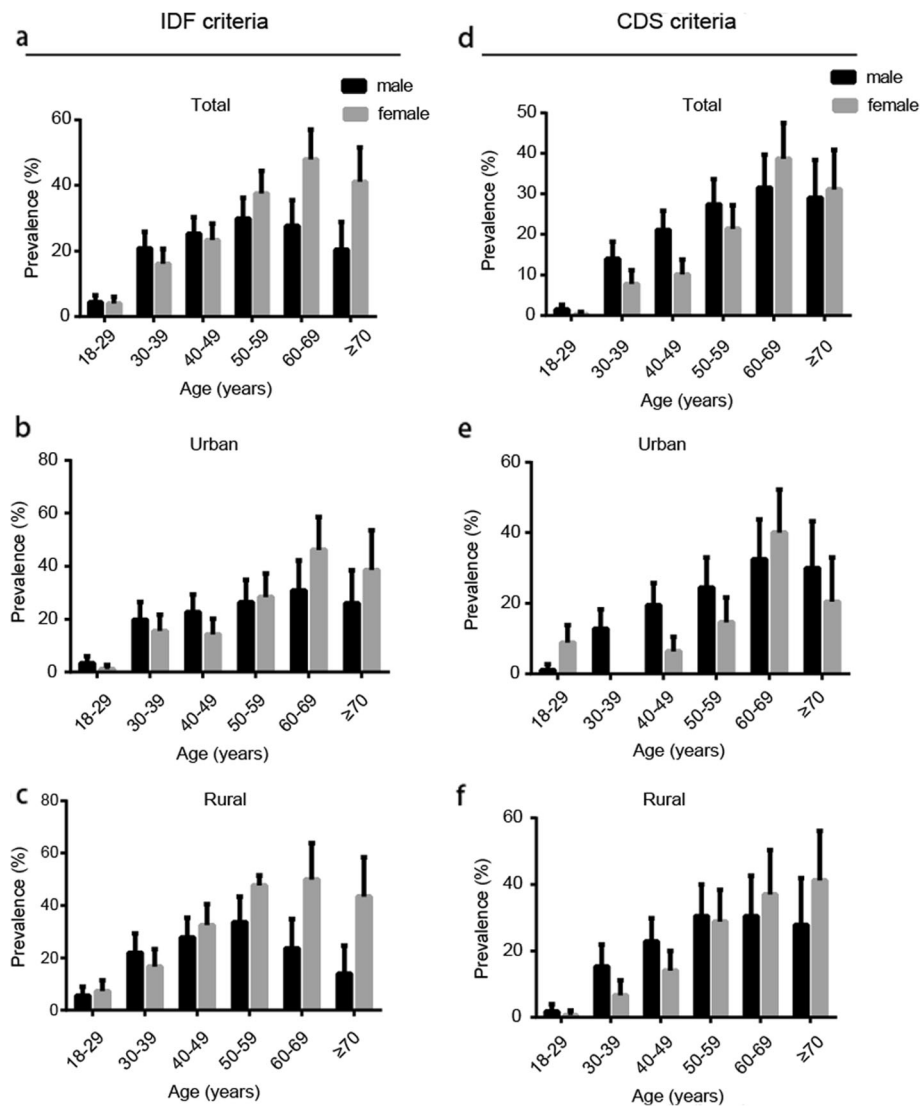 IDF criteria
a
male
female
Total
60
40
20
0
Prevalence (%)
18-29
30-39
40-49
50-59
60-69
≥70
Age (years)
b
Urban
80
60
40
20
0
Prevalence (%)
18-29
30-39
40-49
50-59
60-69
≥70
Age (years)
c
Rural
80
60
40
20
0
Prevalence (%)
18-29
30-39
40-49
50-59
60-69
≥70
Age (years)
CDS criteria
d
male
female
Total
50
40
30
20
10
0
Prevalence (%)
18-29
30-39
40-49
50-59
60-69
≥70
Age (years)
e
Urban
60
40
20
0
Prevalence (%)
18-29
30-39
40-49
50-59
60-69
≥70
Age (years)
f
Rural
60
40
20
0
Prevalence (%)
18-29
30-39
40-49
50-59
60-69
≥70
Age (years)